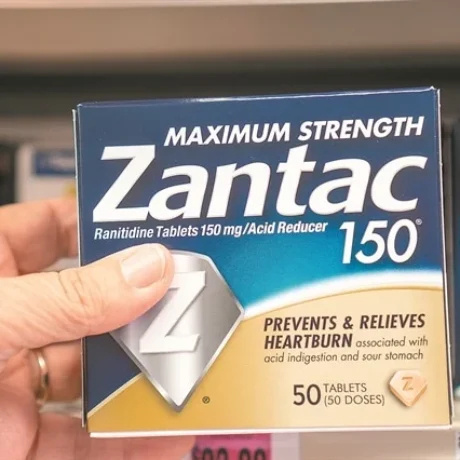 MAXIMUM STRENGTH
Zantac
150®
Ranitidine Tablets 150 mg/Acid Reducer
Z
®
PREVENTS & RELIEVES
HEARTBURN associated with
acid indigestion and sour stomach
50 TABLETS
(50 DOSES)
Z